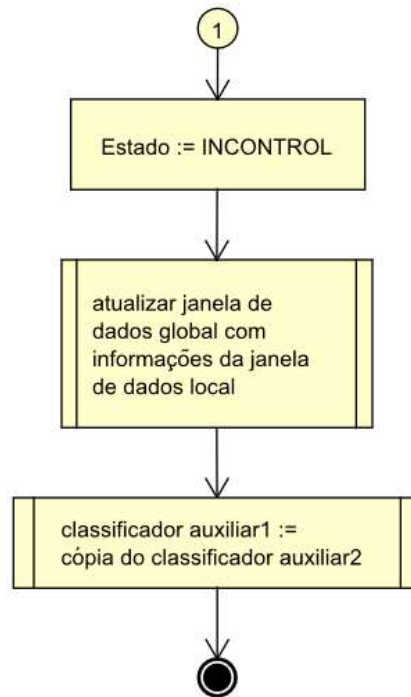 1
Estado := INCONTROL
atualizar janela de
dados global com
informações da janela
de dados local
classificador auxiliar1 :=
cópia do classificador auxiliar2